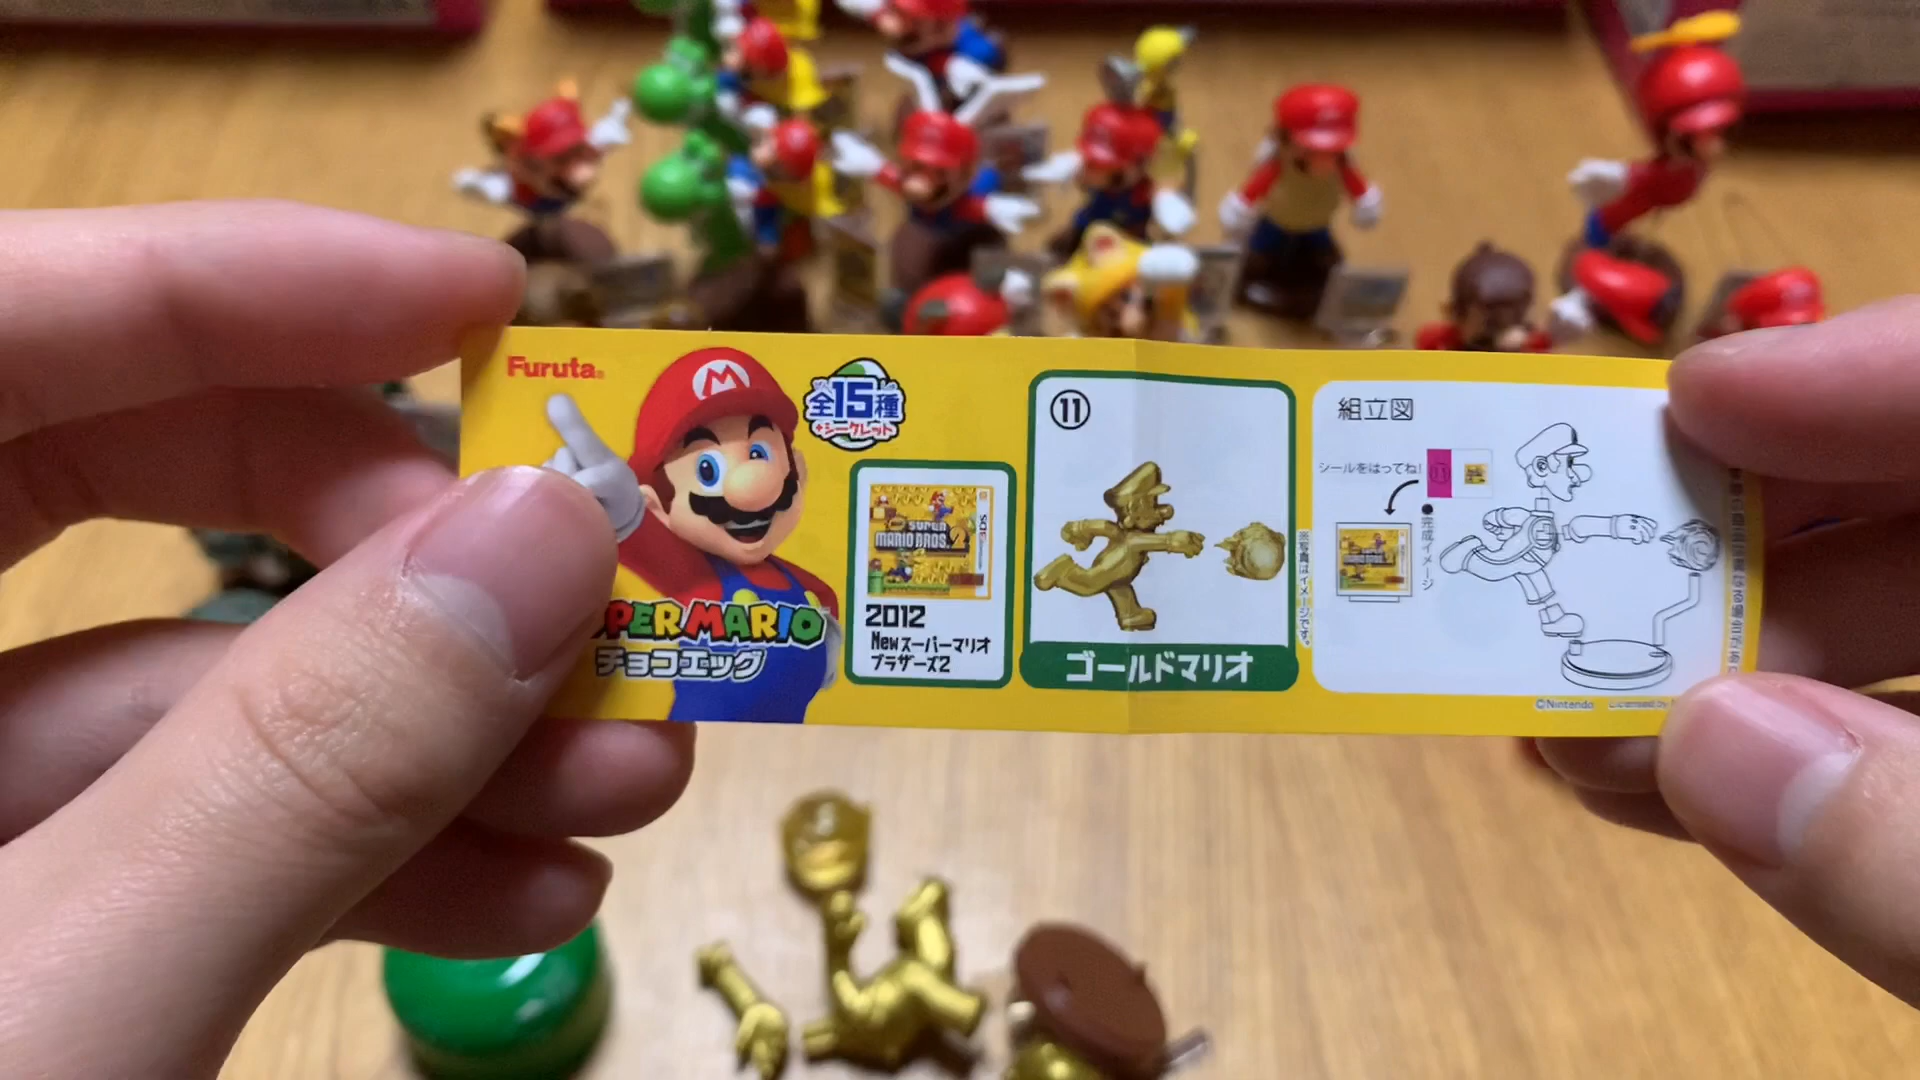 Furuta
全15種
+シークレット
PER MARIO
チョコエッグ
SUPER
MARIO BROS. 2
2012
Newスーパーマリオ
ブラザーズ2
⑪
ゴールドマリオ
※写真はイメージです。
組立図
シールをはってね!
●完成イメージ
©Nintendo Licensed by